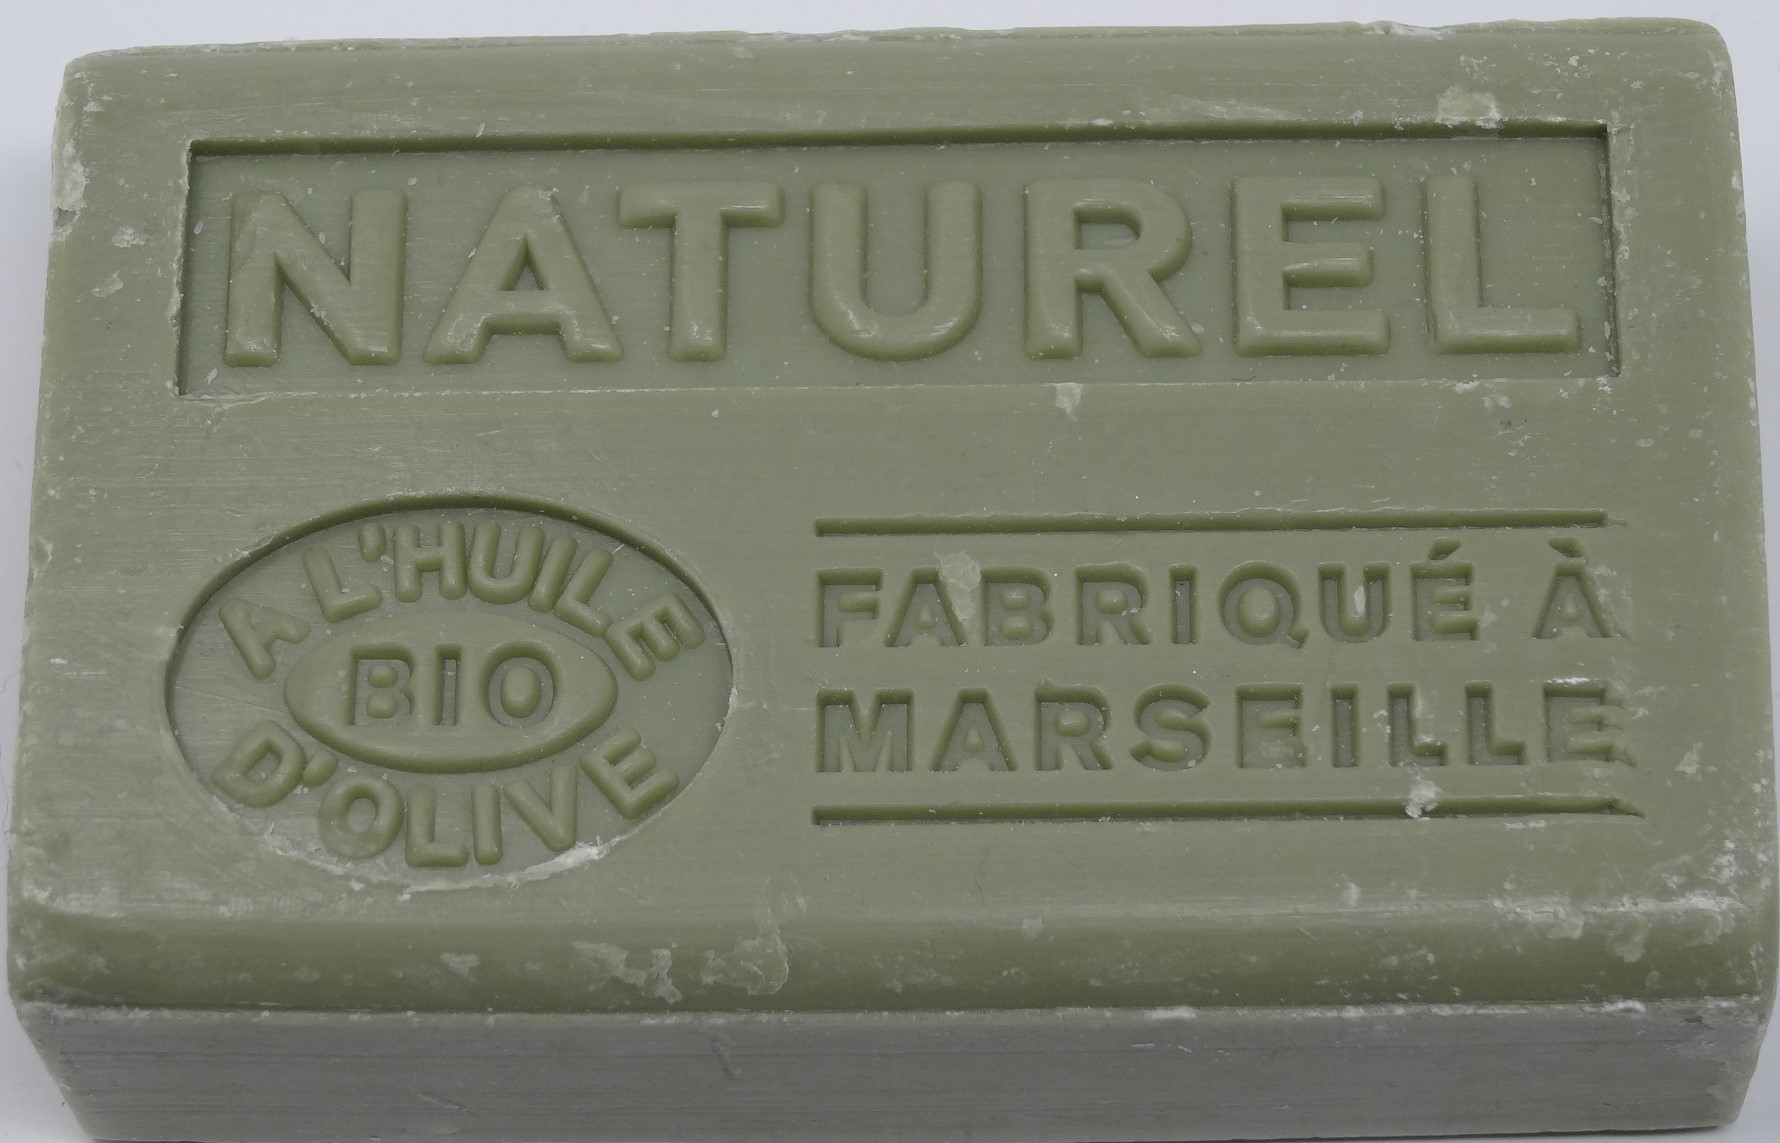 NATUREL
A L'HUILE
BIO
D'OLIVE
FABRIQUÉ À
MARSEILLE